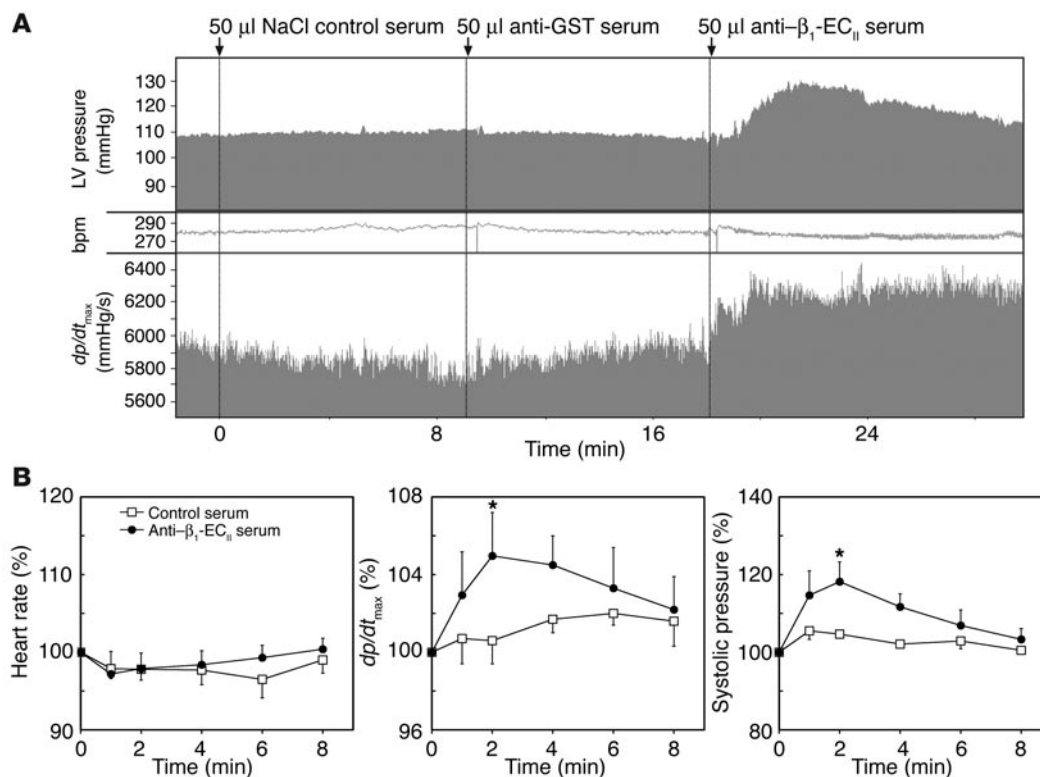 A
50 µl NaCl control serum
50 µl anti-GST serum
50 µl anti–β₁-EC_II serum
LV pressure
(mmHg)
130
120
110
100
90
bpm
290
270
dp/dt_max
(mmHg/s)
6400
6200
6000
5800
5600
0
8
16
24
Time (min)
B
Heart rate (%)
120
110
100
90
Control serum
Anti–β₁-EC_II serum
0
2
4
6
8
Time (min)
dp/dt_max (%)
108
104
100
96
*
0
2
4
6
8
Time (min)
Systolic pressure (%)
140
120
100
80
*
0
2
4
6
8
Time (min)